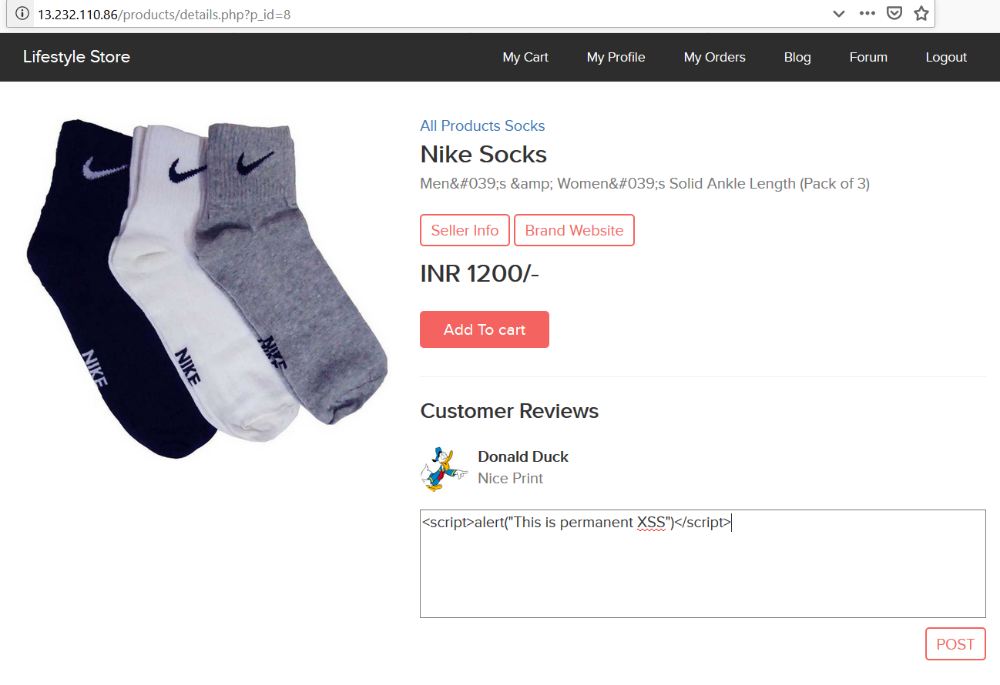 13.232.110.86/products/details.php?p_id=8
Lifestyle Store My Cart My Profile My Orders Blog Forum Logout
All Products Socks
Nike Socks
Men&#039;s &amp; Women&#039;s Solid Ankle Length (Pack of 3)
Seller Info Brand Website
INR 1200/-
Add To cart
NIKE NIKE NIKE
Customer Reviews
Donald Duck
Nice Print
<script>alert("This is permanent XSS")</script>
POST